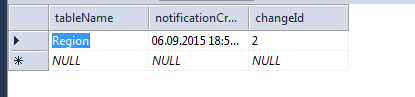 tableName notificationCr... changeId
Region 06.09.2015 18:5... 2
NULL NULL NULL